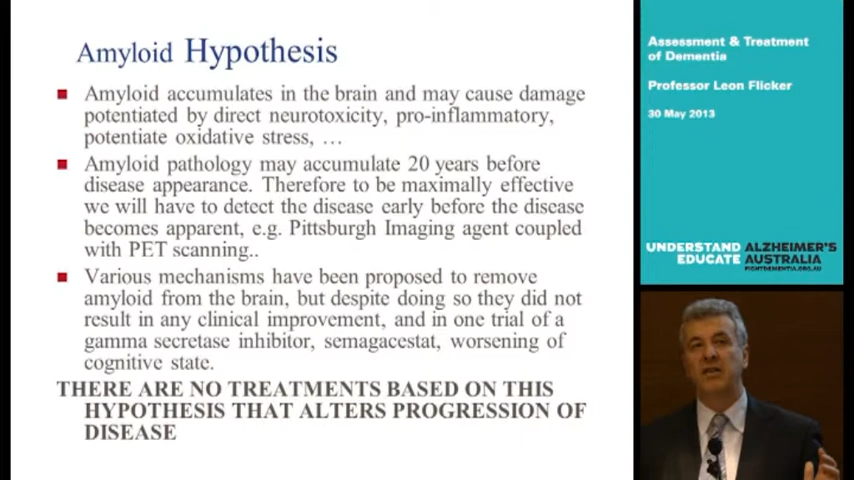 Amyloid Hypothesis
Amyloid accumulates in the brain and may cause damage
potentiated by direct neurotoxicity, pro-inflammatory,
potentiate oxidative stress, …
Amyloid pathology may accumulate 20 years before
disease appearance. Therefore to be maximally effective
we will have to detect the disease early before the disease
becomes apparent, e.g. Pittsburgh Imaging agent coupled
with PET scanning..
Various mechanisms have been proposed to remove
amyloid from the brain, but despite doing so they did not
result in any clinical improvement, and in one trial of a
gamma secretase inhibitor, semagacestat, worsening of
cognitive state.
THERE ARE NO TREATMENTS BASED ON THIS
HYPOTHESIS THAT ALTERS PROGRESSION OF
DISEASE
Assessment & Treatment
of Dementia
Professor Leon Flicker
30 May 2013
UNDERSTAND ALZHEIMER'S
EDUCATE AUSTRALIA
FIGHTDEMENTIA.ORG.AU